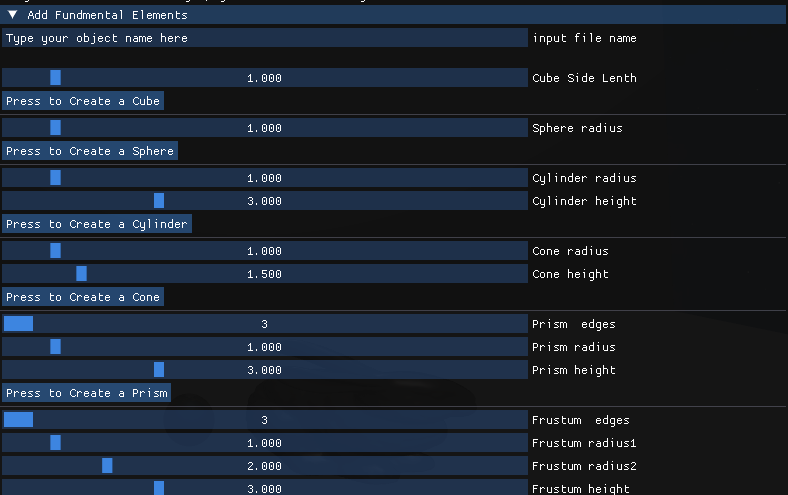 Add Fundmental Elements
Type your object name here input file name
1.000 Cube Side Lenth
Press to Create a Cube
1.000 Sphere radius
Press to Create a Sphere
1.000 Cylinder radius
3.000 Cylinder height
Press to Create a Cylinder
1.000 Cone radius
1.500 Cone height
Press to Create a Cone
3 Prism  edges
1.000 Prism radius
3.000 Prism height
Press to Create a Prism
3 Frustum  edges
1.000 Frustum radius1
2.000 Frustum radius2
3.000 Frustum height